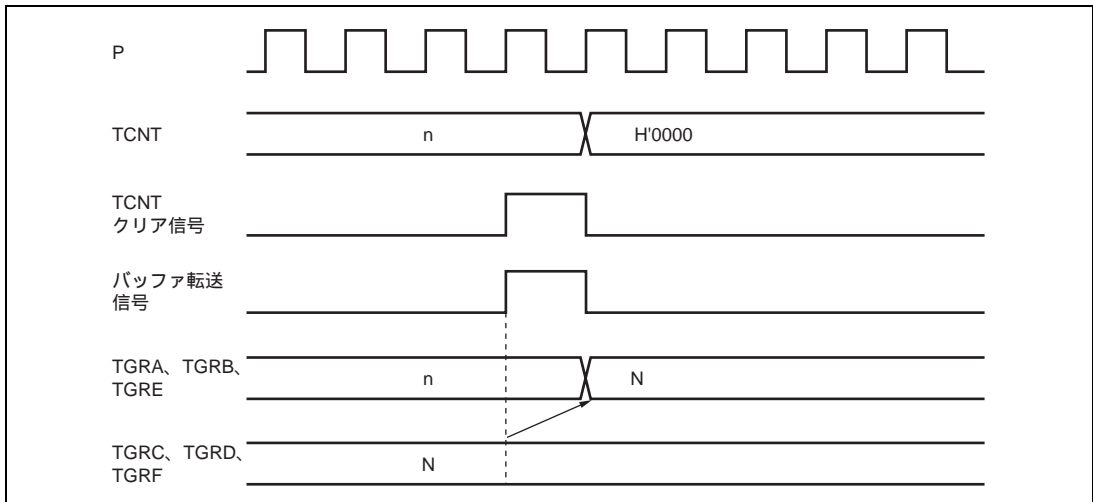 P
TCNT
n
H'0000
TCNT
クリア信号
バッファ転送
信号
TGRA、TGRB、
TGRE
n
N
TGRC、TGRD、
TGRF
N